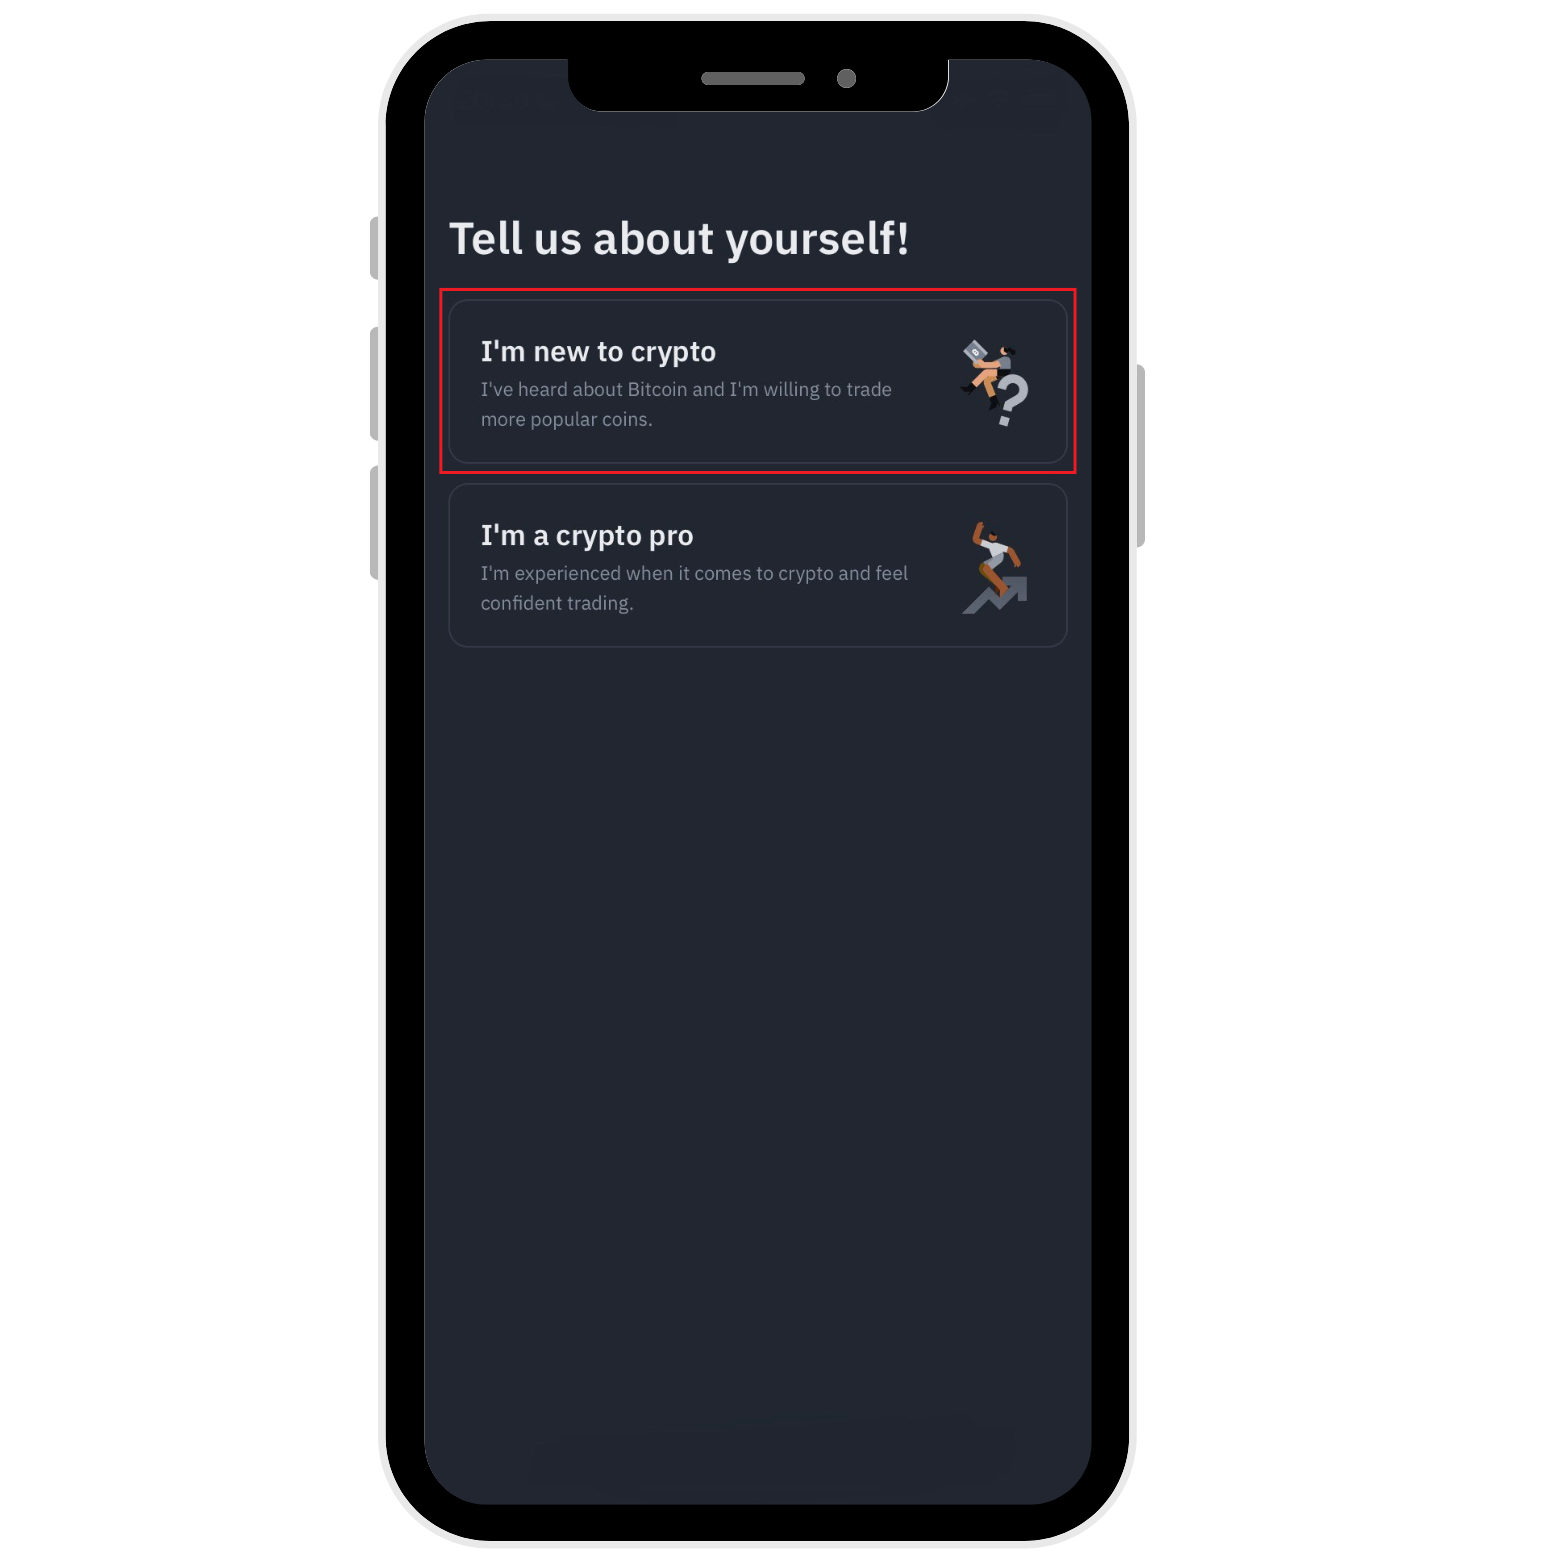 Tell us about yourself!
I'm new to crypto
I've heard about Bitcoin and I'm willing to trade
more popular coins.
I'm a crypto pro
I'm experienced when it comes to crypto and feel
confident trading.